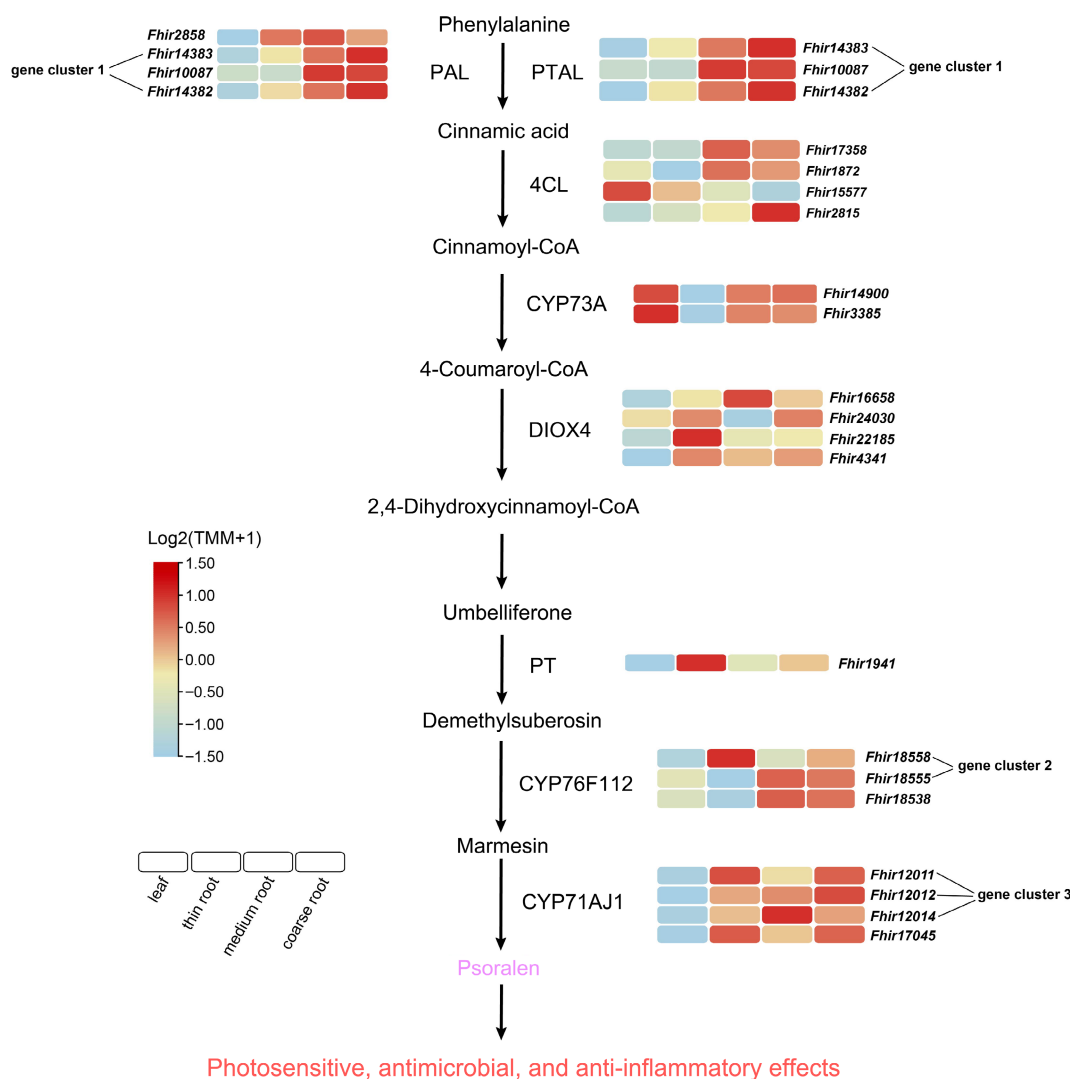 Phenylalanine
Fhir2858
Fhir14383
gene cluster 1
Fhir10087
Fhir14382
PAL
PTAL
Fhir14383
Fhir10087
gene cluster 1
Fhir14382
Cinnamic acid
4CL
Fhir17358
Fhir1872
Fhir15577
Fhir2815
Cinnamoyl-CoA
CYP73A
Fhir14900
Fhir3385
4-Coumaroyl-CoA
DIOX4
Fhir16658
Fhir24030
Fhir22185
Fhir4341
2,4-Dihydroxycinnamoyl-CoA
Log2(TMM+1)
1.50
1.00
0.50
0.00
−0.50
−1.00
−1.50
Umbelliferone
PT
Fhir1941
Demethylsuberosin
CYP76F112
Fhir18558
gene cluster 2
Fhir18555
Fhir18538
Marmesin
leaf
thin root
medium root
coarse root
CYP71AJ1
Fhir12011
Fhir12012
gene cluster 3
Fhir12014
Fhir17045
Psoralen
Photosensitive, antimicrobial, and anti-inflammatory effects